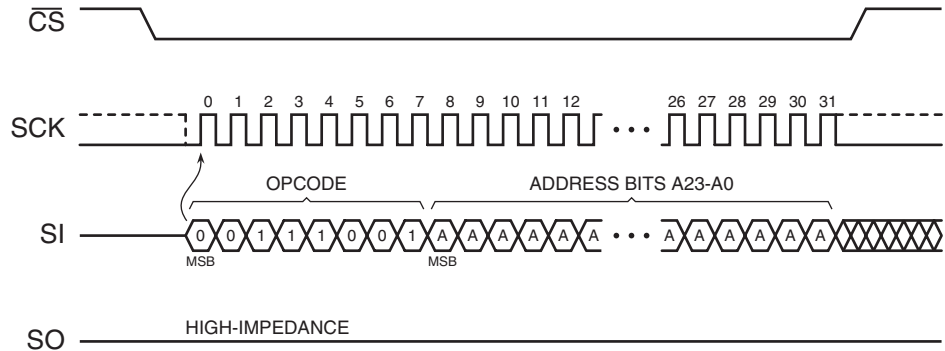 CS
0 1 2 3 4 5 6 7 8 9 10 11 12 26 27 28 29 30 31
SCK
OPCODE ADDRESS BITS A23-A0
SI 0 0 1 1 1 0 0 1 A A A A A A A A A A A A
MSB MSB
HIGH-IMPEDANCE
SO